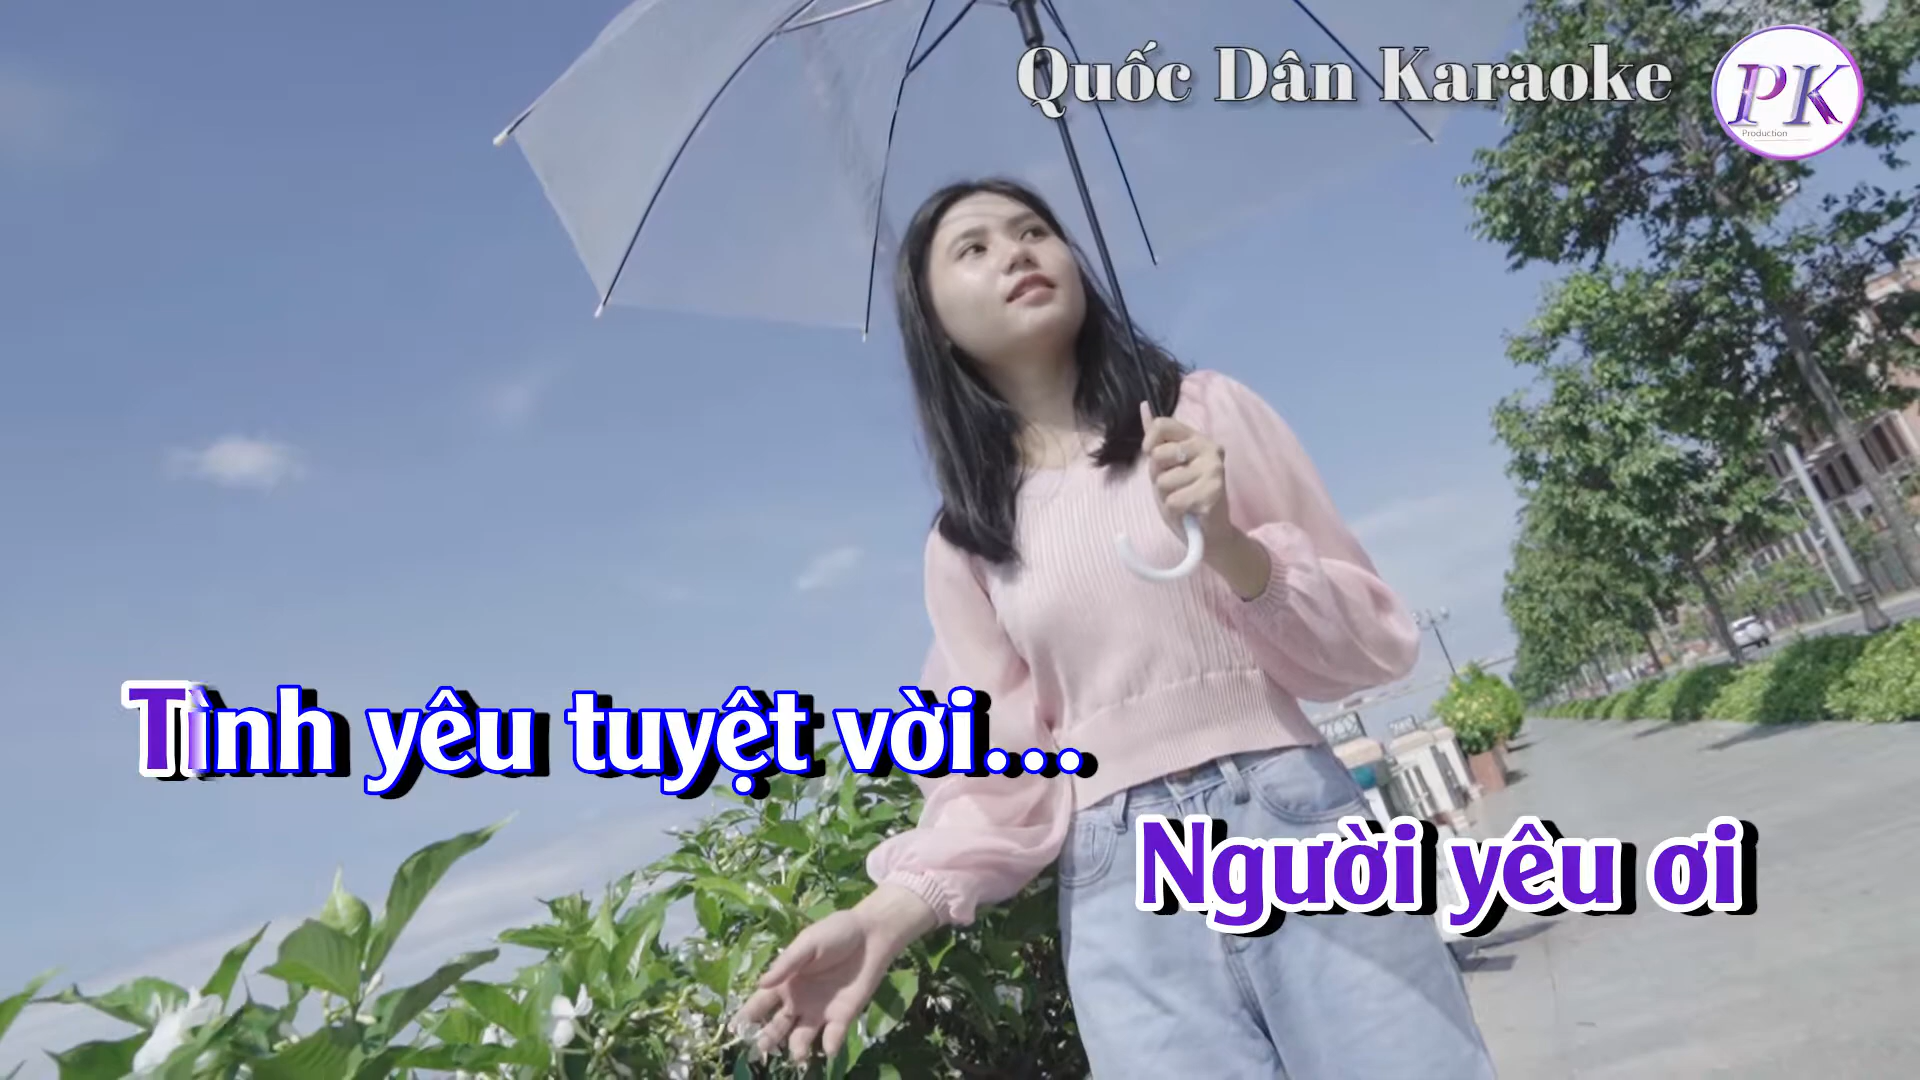 Quốc Dân Karaoke
PK
Production
Tình yêu tuyệt vời...
Người yêu ơi